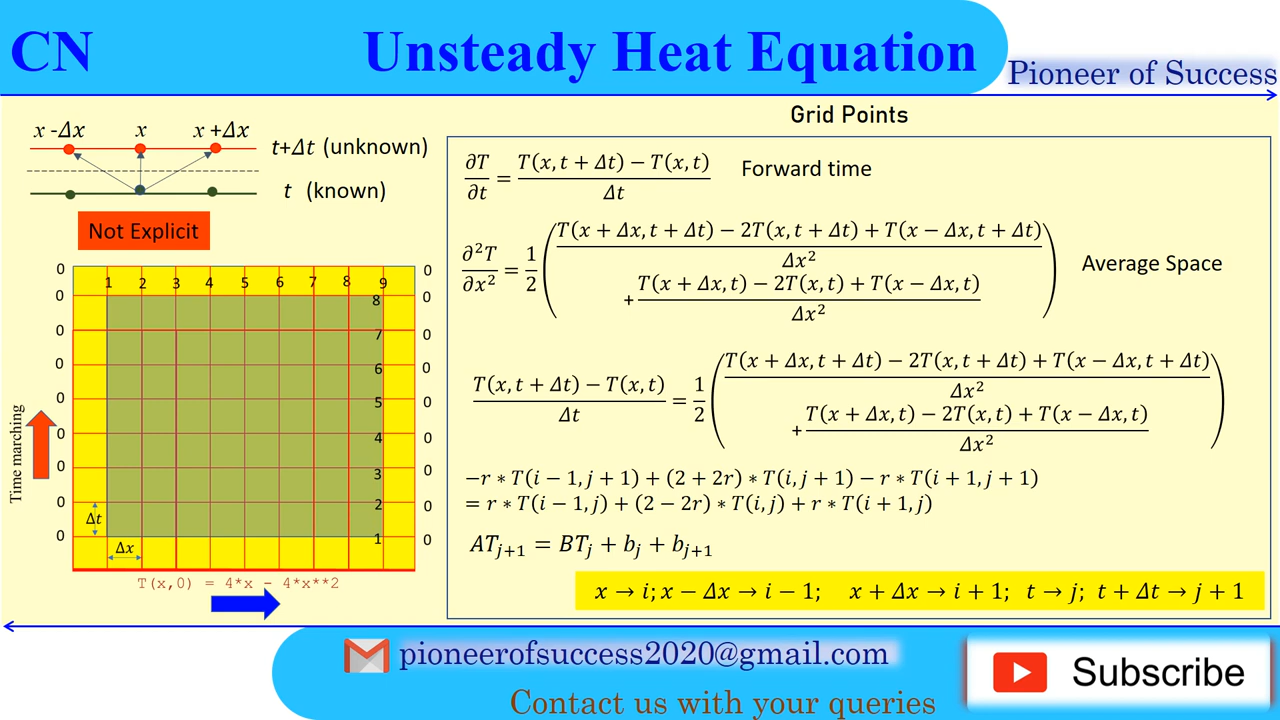 CN
Unsteady Heat Equation
Pioneer of Success
x -Δx x x +Δx
t+Δt (unknown)
t (known)
Not Explicit
0 0
1 2 3 4 5 6 7 8 9
0 8 0
0 7 0
0 6 0
0 5 0
0 4 0
0 3 0
0 2 0
0 1 0
Time marching
Δt
Δx
T(x,0) = 4*x - 4*x**2
Grid Points
∂T/∂t = (T(x, t + Δt) − T(x, t))/Δt Forward time
∂²T/∂x² = 1/2 ( (T(x + Δx, t + Δt) − 2T(x, t + Δt) + T(x − Δx, t + Δt))/Δx²
+ (T(x + Δx, t) − 2T(x, t) + T(x − Δx, t))/Δx² ) Average Space
(T(x, t + Δt) − T(x, t))/Δt = 1/2 ( (T(x + Δx, t + Δt) − 2T(x, t + Δt) + T(x − Δx, t + Δt))/Δx²
+ (T(x + Δx, t) − 2T(x, t) + T(x − Δx, t))/Δx² )
−r ∗ T(i − 1, j + 1) + (2 + 2r) ∗ T(i, j + 1) − r ∗ T(i + 1, j + 1)
= r ∗ T(i − 1, j) + (2 − 2r) ∗ T(i, j) + r ∗ T(i + 1, j)
AT_{j+1} = BT_j + b_j + b_{j+1}
x → i; x − Δx → i − 1; x + Δx → i + 1; t → j; t + Δt → j + 1
pioneerofsuccess2020@gmail.com
Contact us with your queries
Subscribe